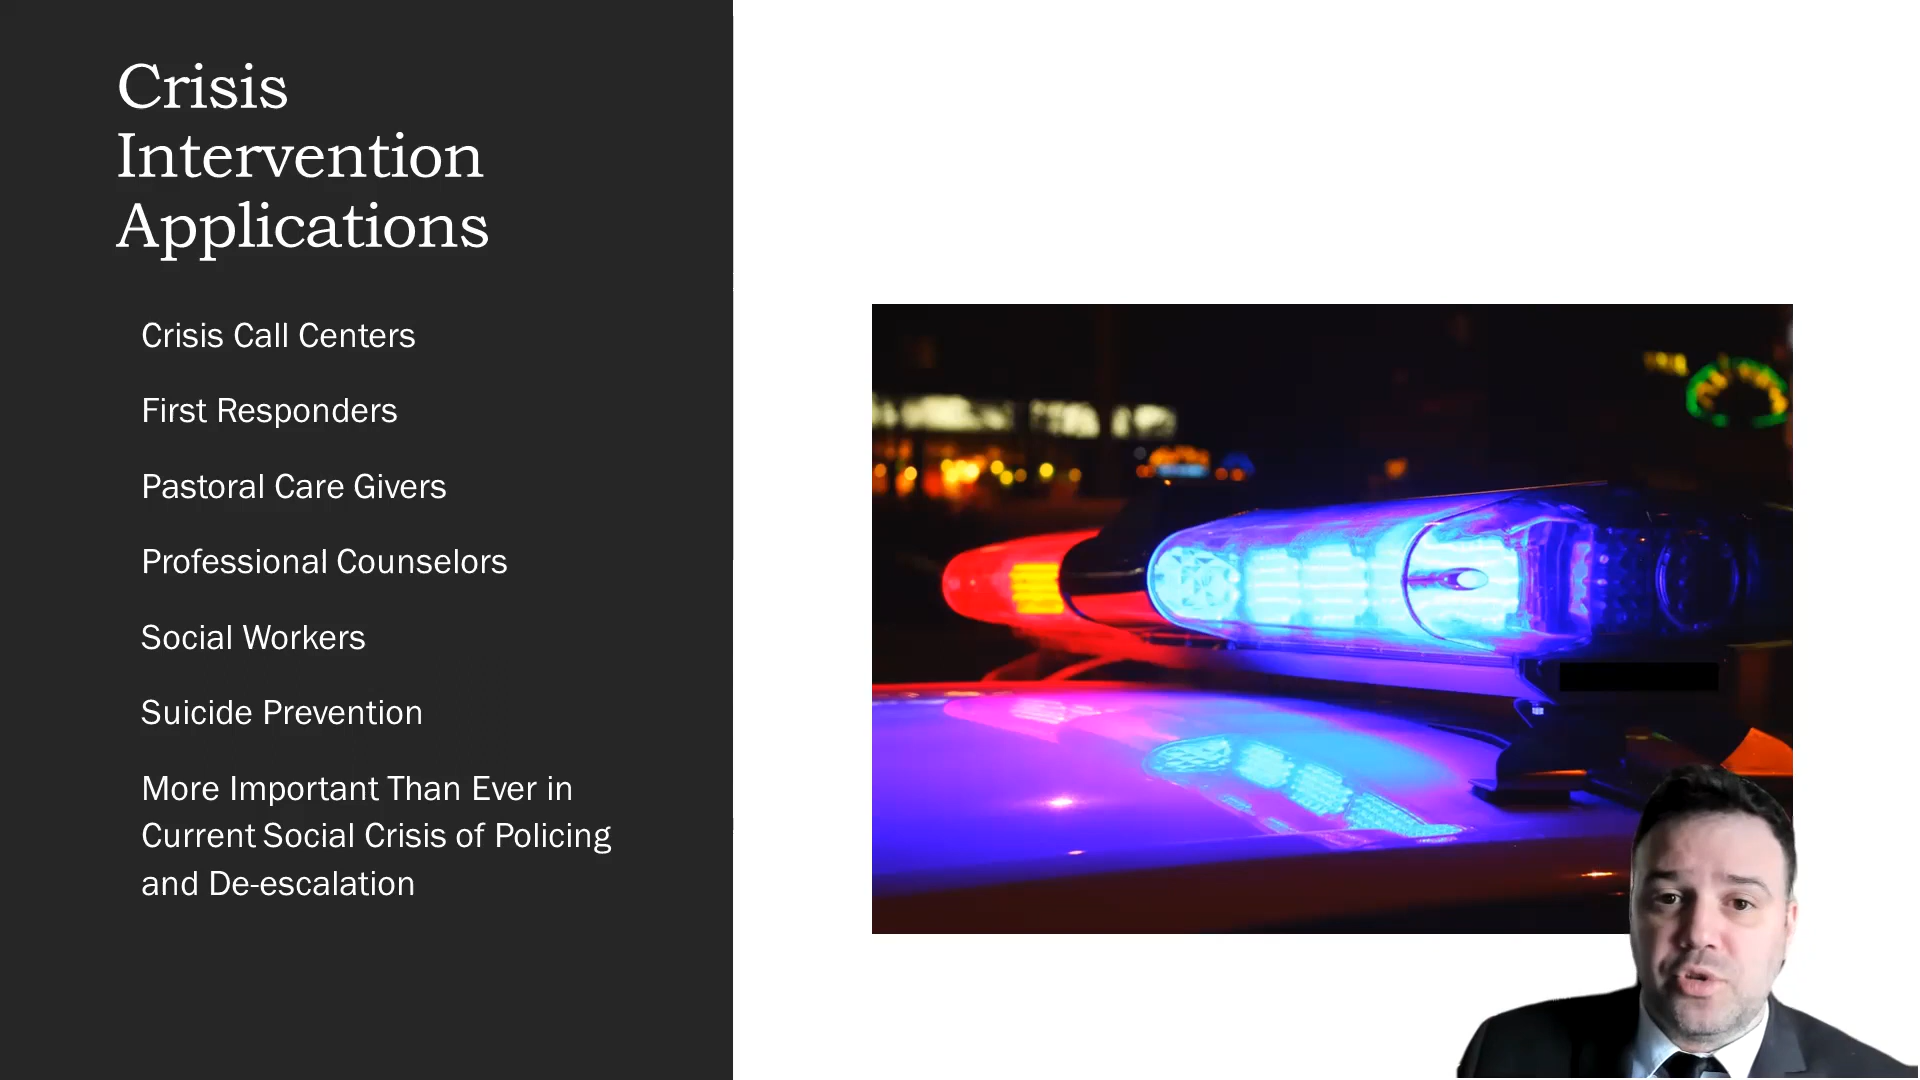 Crisis
Intervention
Applications
Crisis Call Centers
First Responders
Pastoral Care Givers
Professional Counselors
Social Workers
Suicide Prevention
More Important Than Ever in
Current Social Crisis of Policing
and De-escalation